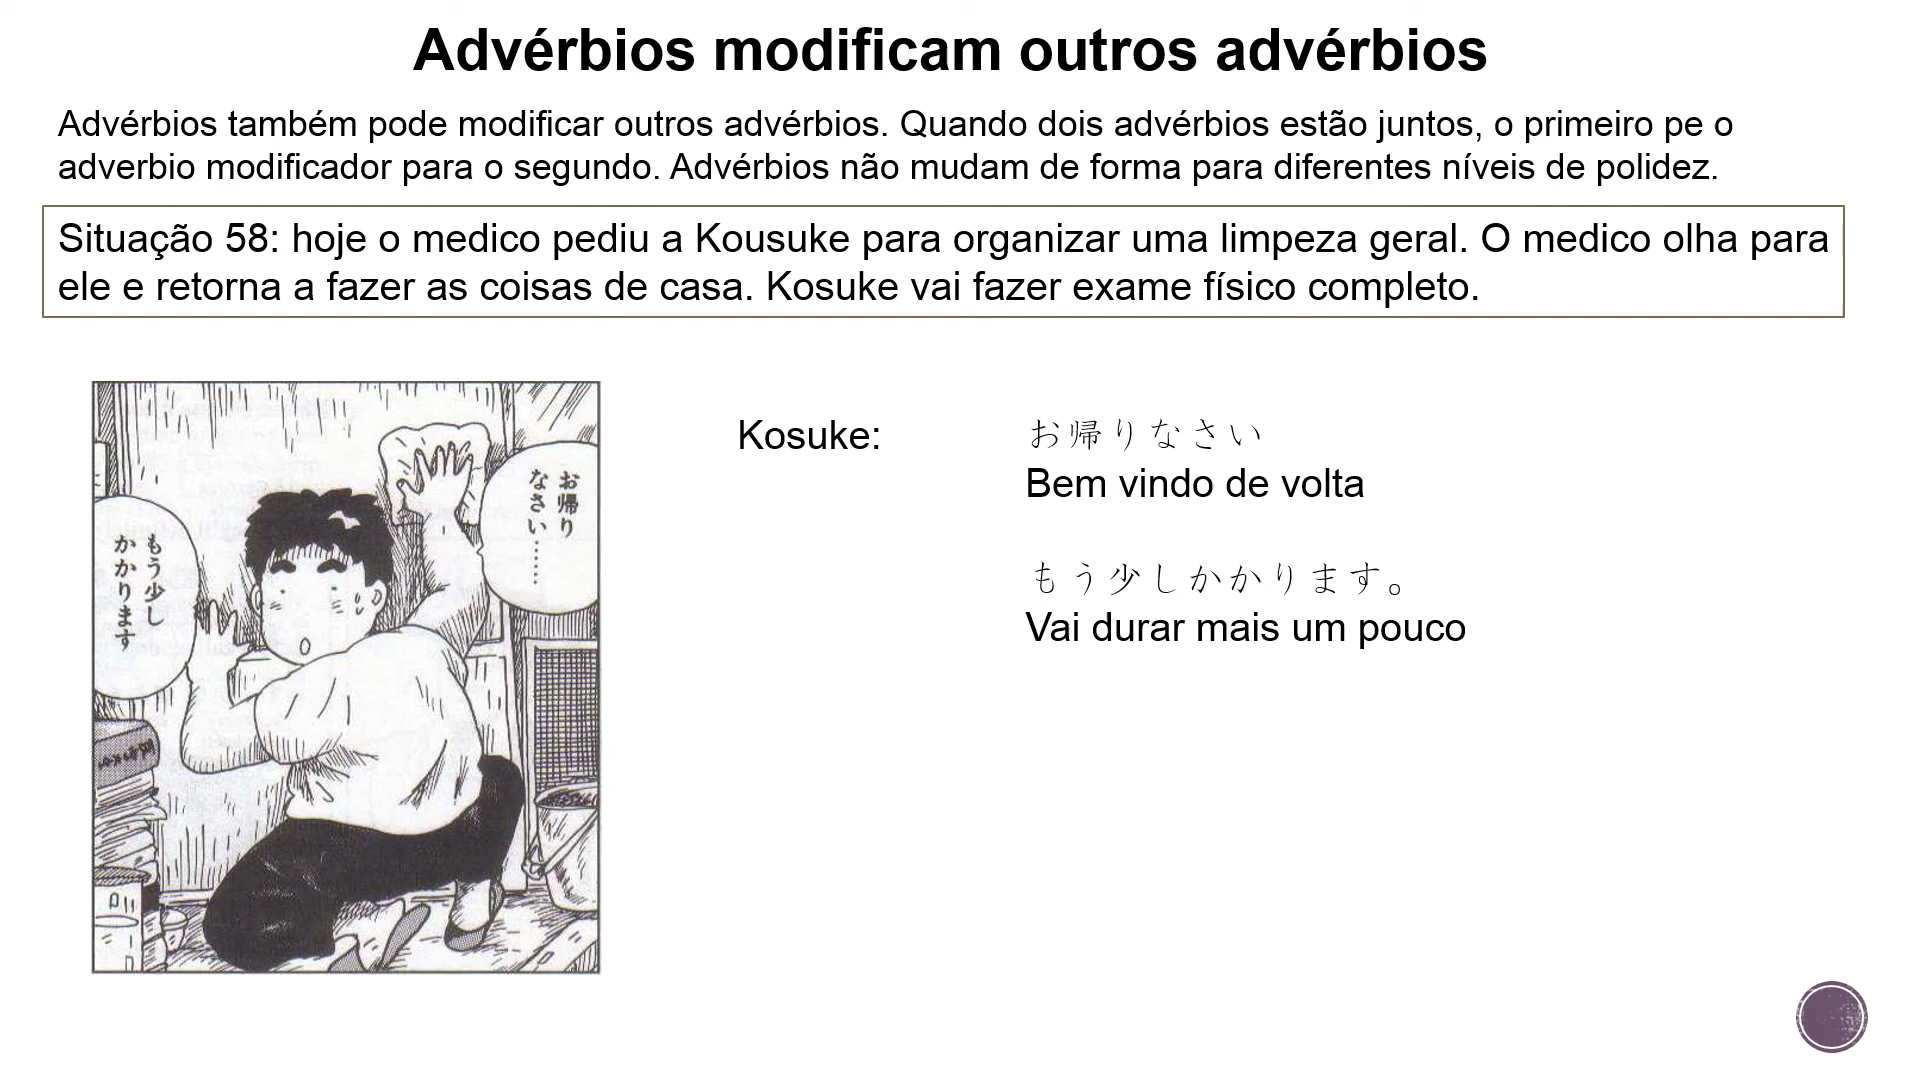 Advérbios modificam outros advérbios
Advérbios também pode modificar outros advérbios. Quando dois advérbios estão juntos, o primeiro pe o
adverbio modificador para o segundo. Advérbios não mudam de forma para diferentes níveis de polidez.
Situação 58: hoje o medico pediu a Kousuke para organizar uma limpeza geral. O medico olha para
ele e retorna a fazer as coisas de casa. Kosuke vai fazer exame físico completo.
お帰り
なさい……
もう少し
かかります
Kosuke: お帰りなさい
Bem vindo de volta
もう少しかかります。
Vai durar mais um pouco